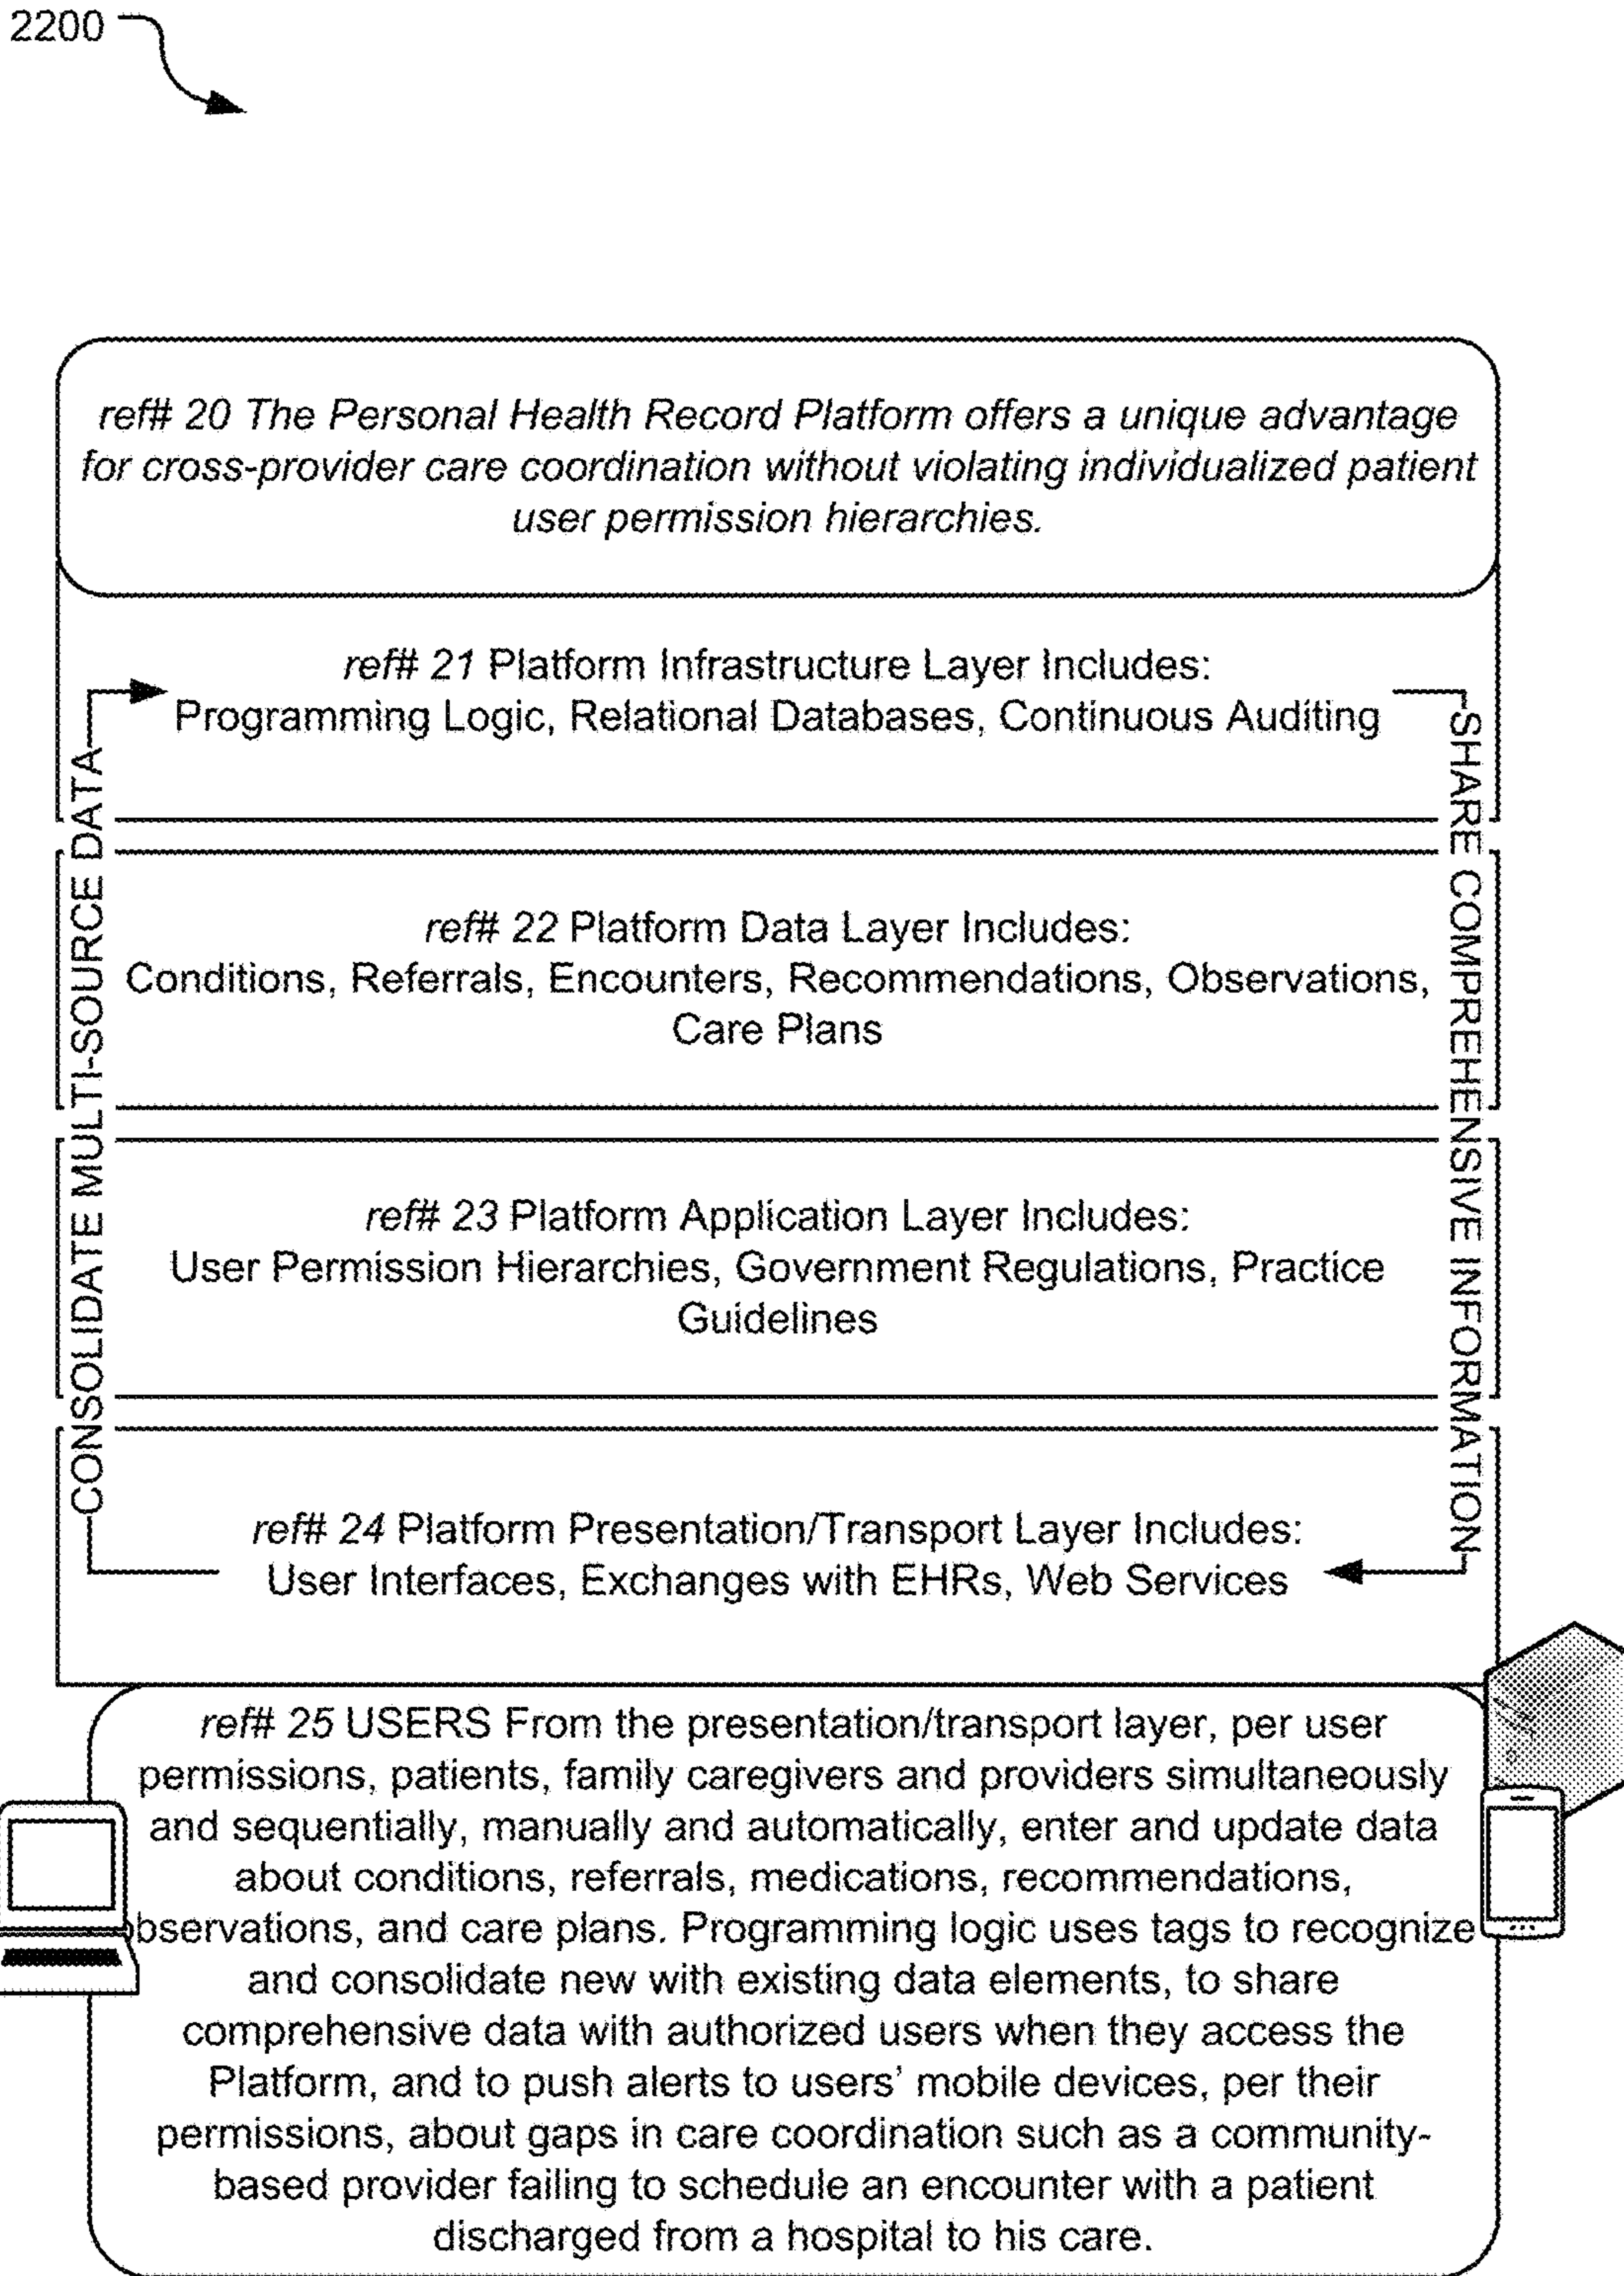 2200
ref# 20 The Personal Health Record Platform offers a unique advantage
for cross-provider care coordination without violating individualized patient
user permission hierarchies.
ref# 21 Platform Infrastructure Layer Includes:
Programming Logic, Relational Databases, Continuous Auditing
CONSOLIDATE MULTI-SOURCE DATA
SHARE COMPREHENSIVE INFORMATION
ref# 22 Platform Data Layer Includes:
Conditions, Referrals, Encounters, Recommendations, Observations,
Care Plans
ref# 23 Platform Application Layer Includes:
User Permission Hierarchies, Government Regulations, Practice
Guidelines
ref# 24 Platform Presentation/Transport Layer Includes:
User Interfaces, Exchanges with EHRs, Web Services
ref# 25 USERS From the presentation/transport layer, per user
permissions, patients, family caregivers and providers simultaneously
and sequentially, manually and automatically, enter and update data
about conditions, referrals, medications, recommendations,
observations, and care plans. Programming logic uses tags to recognize
and consolidate new with existing data elements, to share
comprehensive data with authorized users when they access the
Platform, and to push alerts to users' mobile devices, per their
permissions, about gaps in care coordination such as a community-
based provider failing to schedule an encounter with a patient
discharged from a hospital to his care.